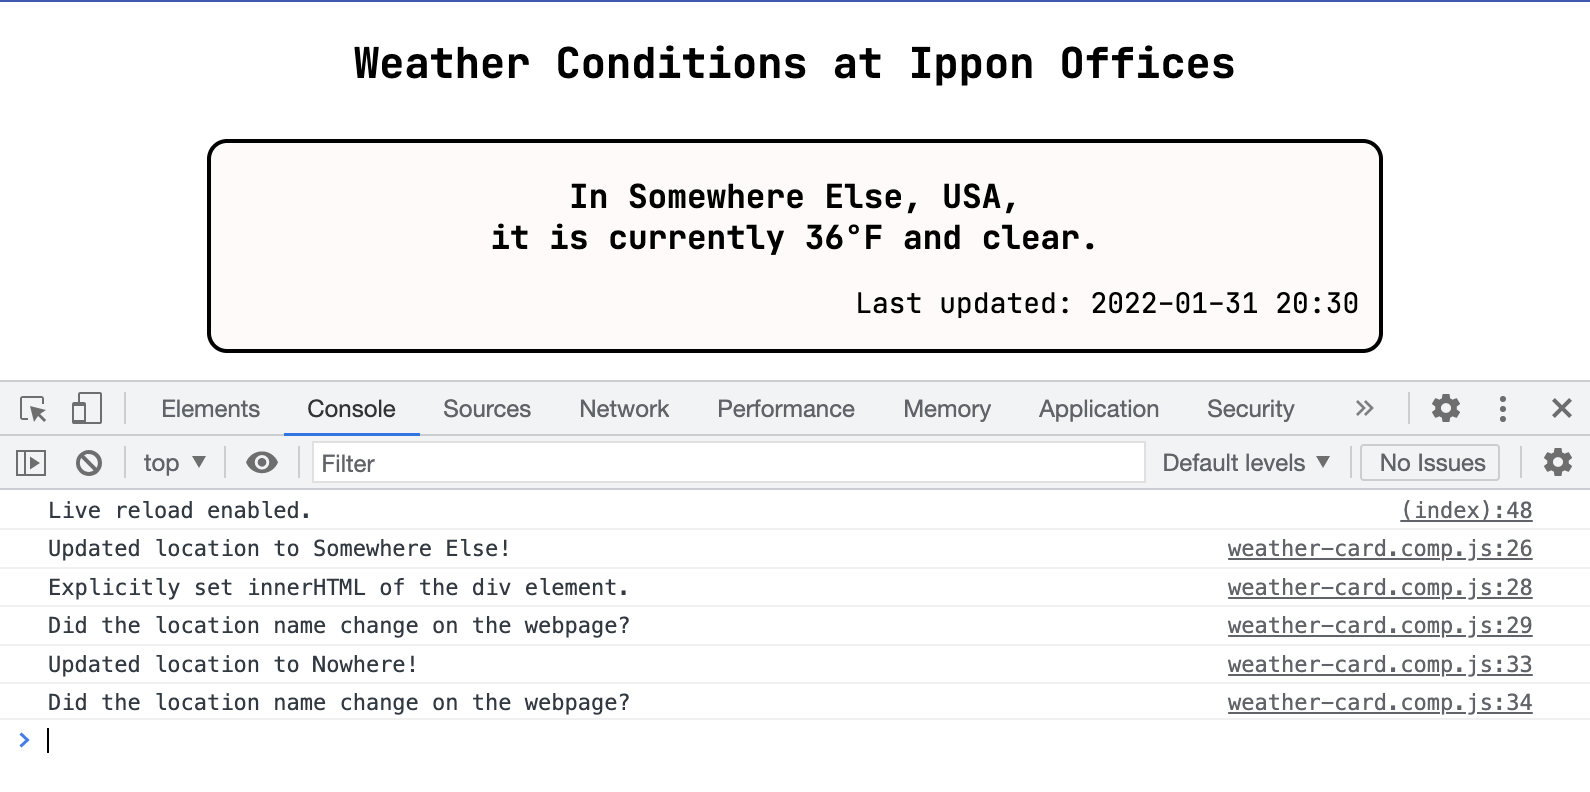 Weather Conditions at Ippon Offices
In Somewhere Else, USA,
it is currently 36°F and clear.
Last updated: 2022-01-31 20:30
Elements Console Sources Network Performance Memory Application Security
top Filter Default levels No Issues
Live reload enabled. (index):48
Updated location to Somewhere Else! weather-card.comp.js:26
Explicitly set innerHTML of the div element. weather-card.comp.js:28
Did the location name change on the webpage? weather-card.comp.js:29
Updated location to Nowhere! weather-card.comp.js:33
Did the location name change on the webpage? weather-card.comp.js:34